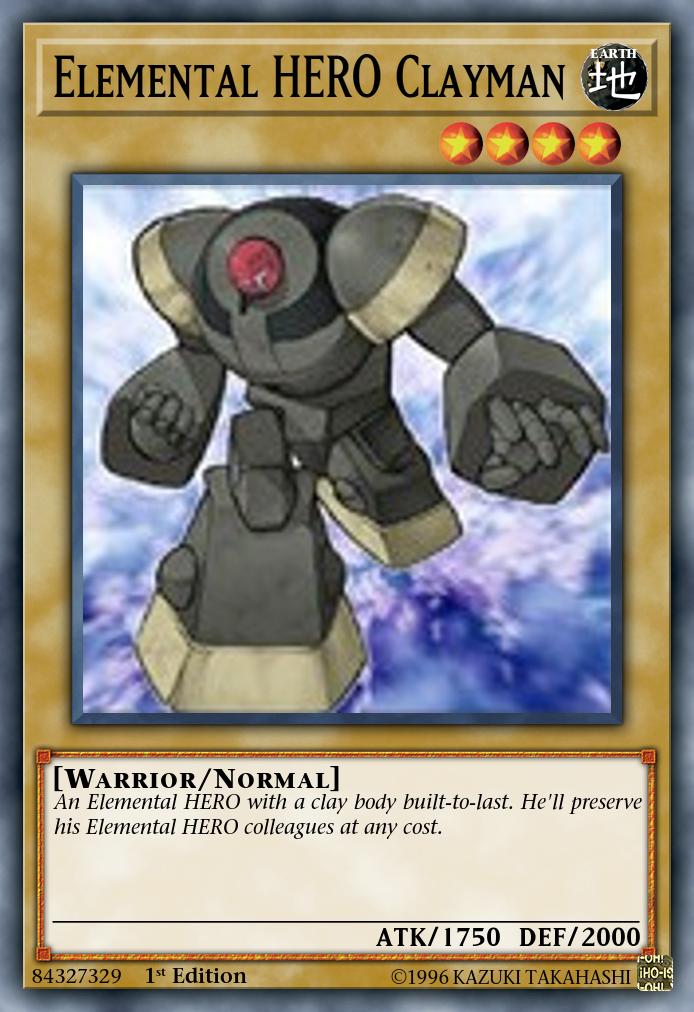 ELEMENTAL HERO CLAYMAN
EARTH
地
[WARRIOR/NORMAL]
An Elemental HERO with a clay body built-to-last. He'll preserve
his Elemental HERO colleagues at any cost.
ATK/1750 DEF/2000
84327329 1st Edition ©1996 KAZUKI TAKAHASHI